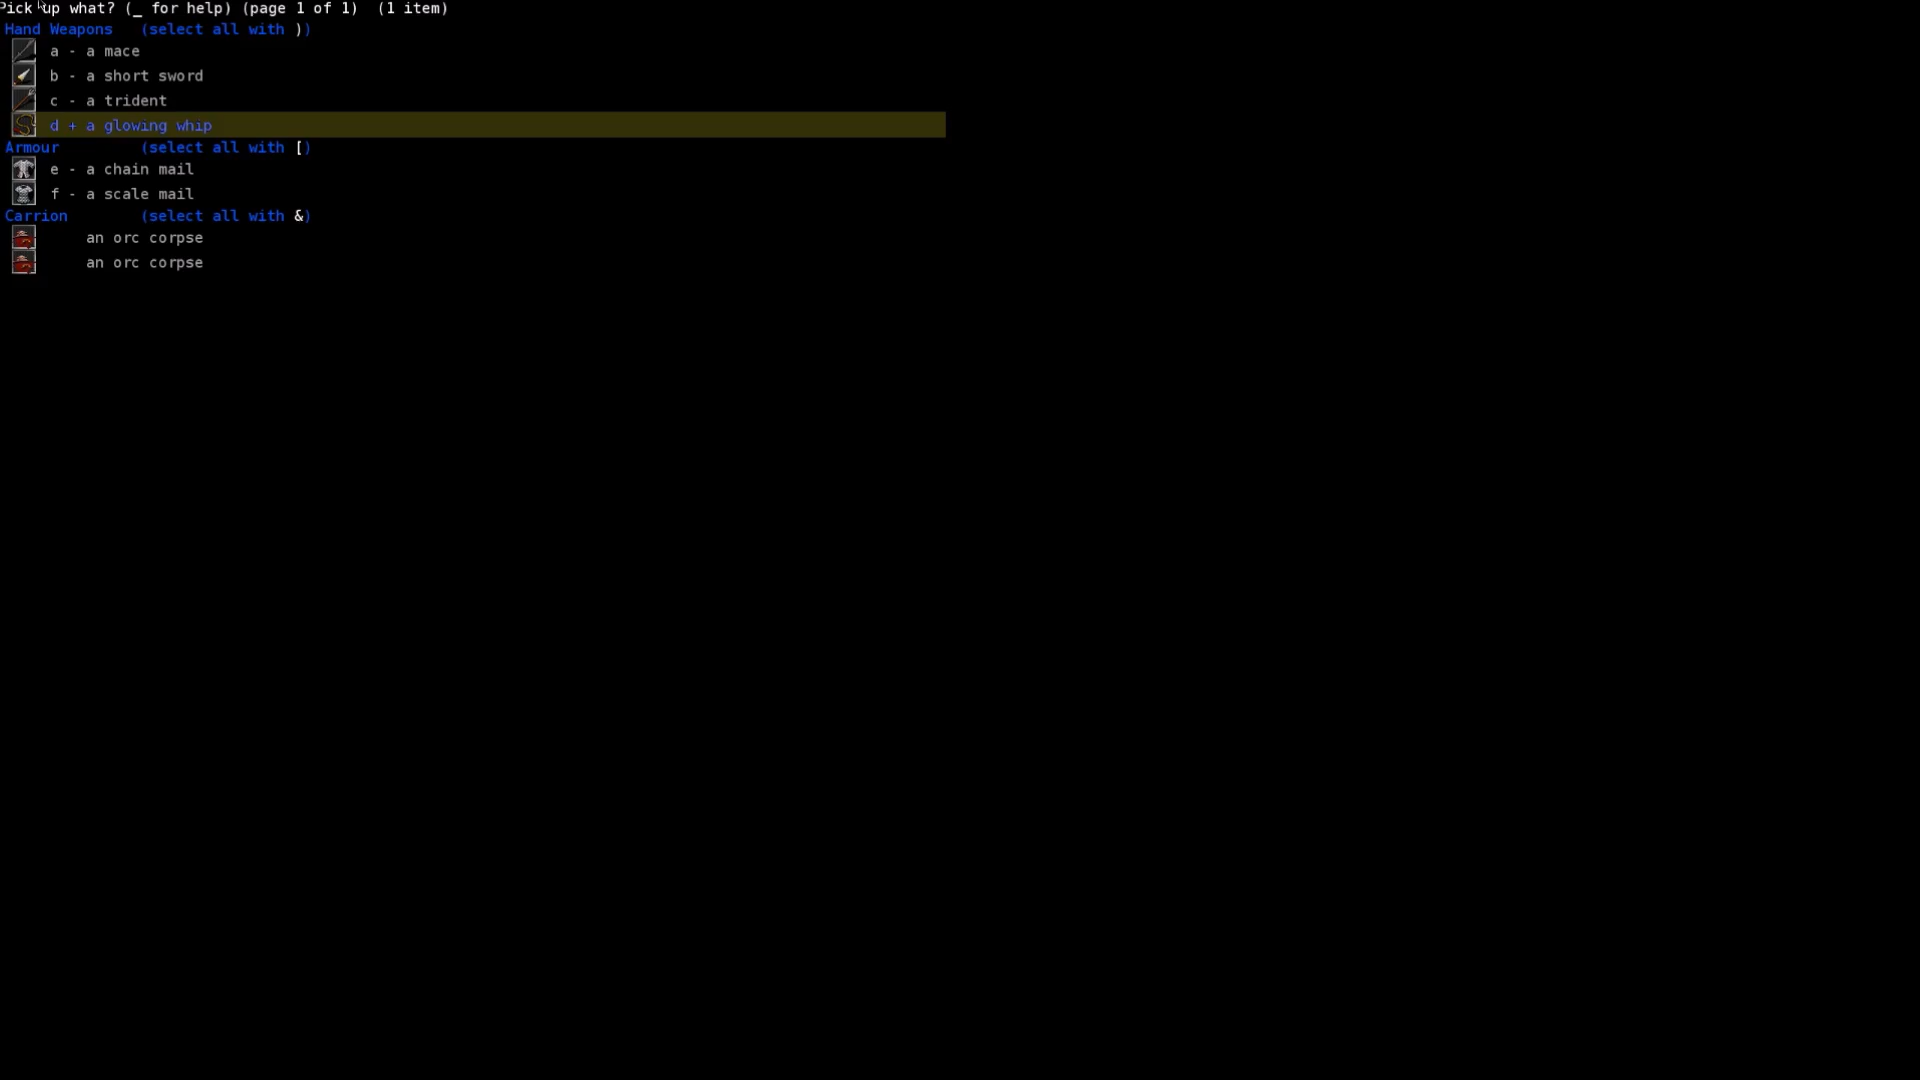 Pick up what? (_ for help) (page 1 of 1)  (1 item)
Hand Weapons   (select all with ))
a - a mace
b - a short sword
c - a trident
d + a glowing whip
Armour         (select all with [)
e - a chain mail
f - a scale mail
Carrion        (select all with &)
an orc corpse
an orc corpse